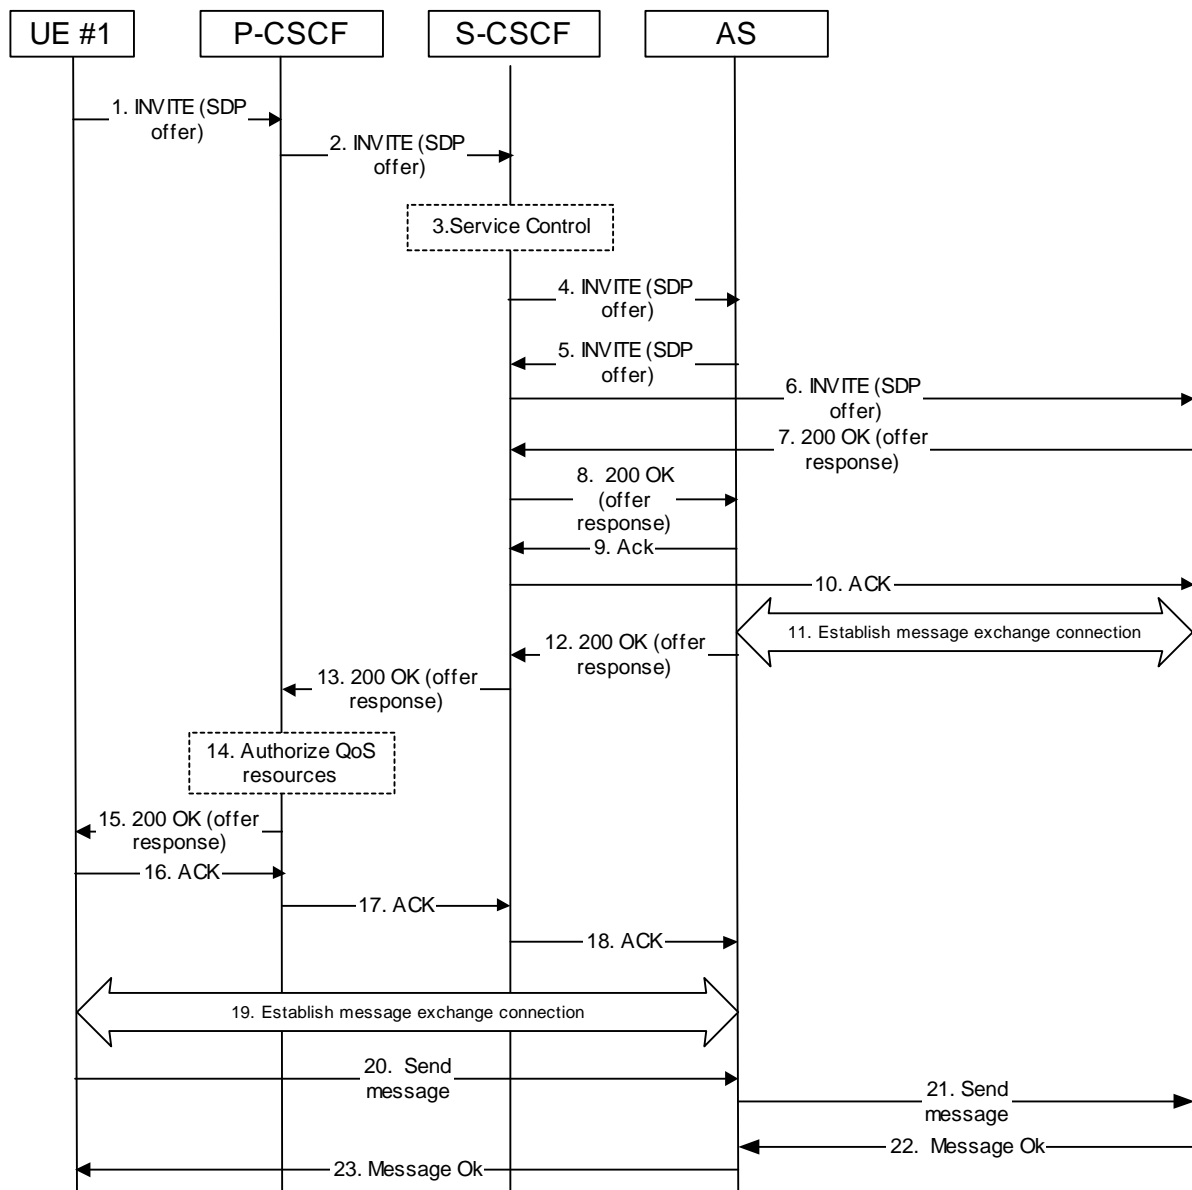 UE #1
P-CSCF
S-CSCF
AS
1. INVITE (SDP
offer)
2. INVITE (SDP
offer)
3.Service Control
4. INVITE (SDP
offer)
5. INVITE (SDP
offer)
6. INVITE (SDP
offer)
7. 200 OK (offer
response)
8. 200 OK
(offer
response)
9. Ack
10. ACK
11. Establish message exchange connection
12. 200 OK (offer
response)
13. 200 OK (offer
response)
14. Authorize QoS
resources
15. 200 OK (offer
response)
16. ACK
17. ACK
18. ACK
19. Establish message exchange connection
20. Send
message
21. Send
message
22. Message Ok
23. Message Ok